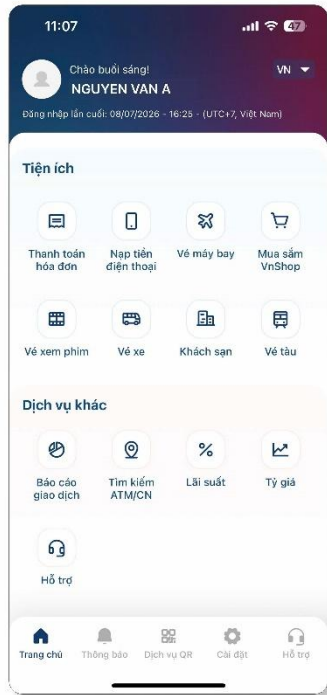 11:07
47
Chào buổi sáng!
VN
NGUYEN VAN A
Đăng nhập lần cuối: 08/07/2026 - 16:25 - (UTC+7, Việt Nam)
Tiện ích
Thanh toán Nạp tiền Vé máy bay Mua sắm
hóa đơn điện thoại VnShop
Vé xem phim Vé xe Khách sạn Vé tàu
Dịch vụ khác
Báo cáo Tìm kiếm Lãi suất Tỷ giá
giao dịch ATM/CN
Hỗ trợ
Trang chủ Thông báo Dịch vụ QR Cài đặt Hỗ trợ